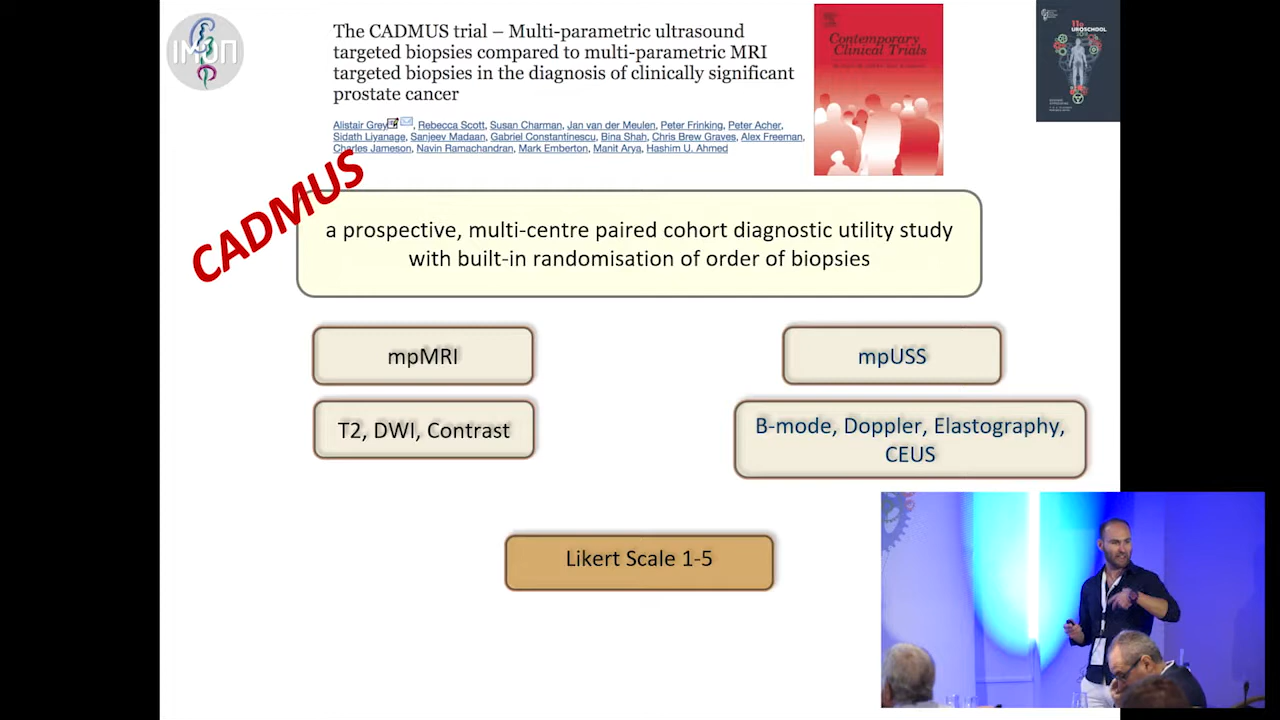 IMOP
The CADMUS trial – Multi-parametric ultrasound
targeted biopsies compared to multi-parametric MRI
targeted biopsies in the diagnosis of clinically significant
prostate cancer
Alistair Grey, Rebecca Scott, Susan Charman, Jan van der Meulen, Peter Frinking, Peter Acher,
Sidath Liyanage, Sanjeev Madaan, Gabriel Constantinescu, Bina Shah, Chris Brew Graves, Alex Freeman,
Charles Jameson, Navin Ramachandran, Mark Emberton, Manit Arya, Hashim U. Ahmed
Contemporary
Clinical Trials
11ο
UROSCHOOL
CADMUS
a prospective, multi-centre paired cohort diagnostic utility study
with built-in randomisation of order of biopsies
mpMRI
mpUSS
T2, DWI, Contrast
B-mode, Doppler, Elastography,
CEUS
Likert Scale 1-5